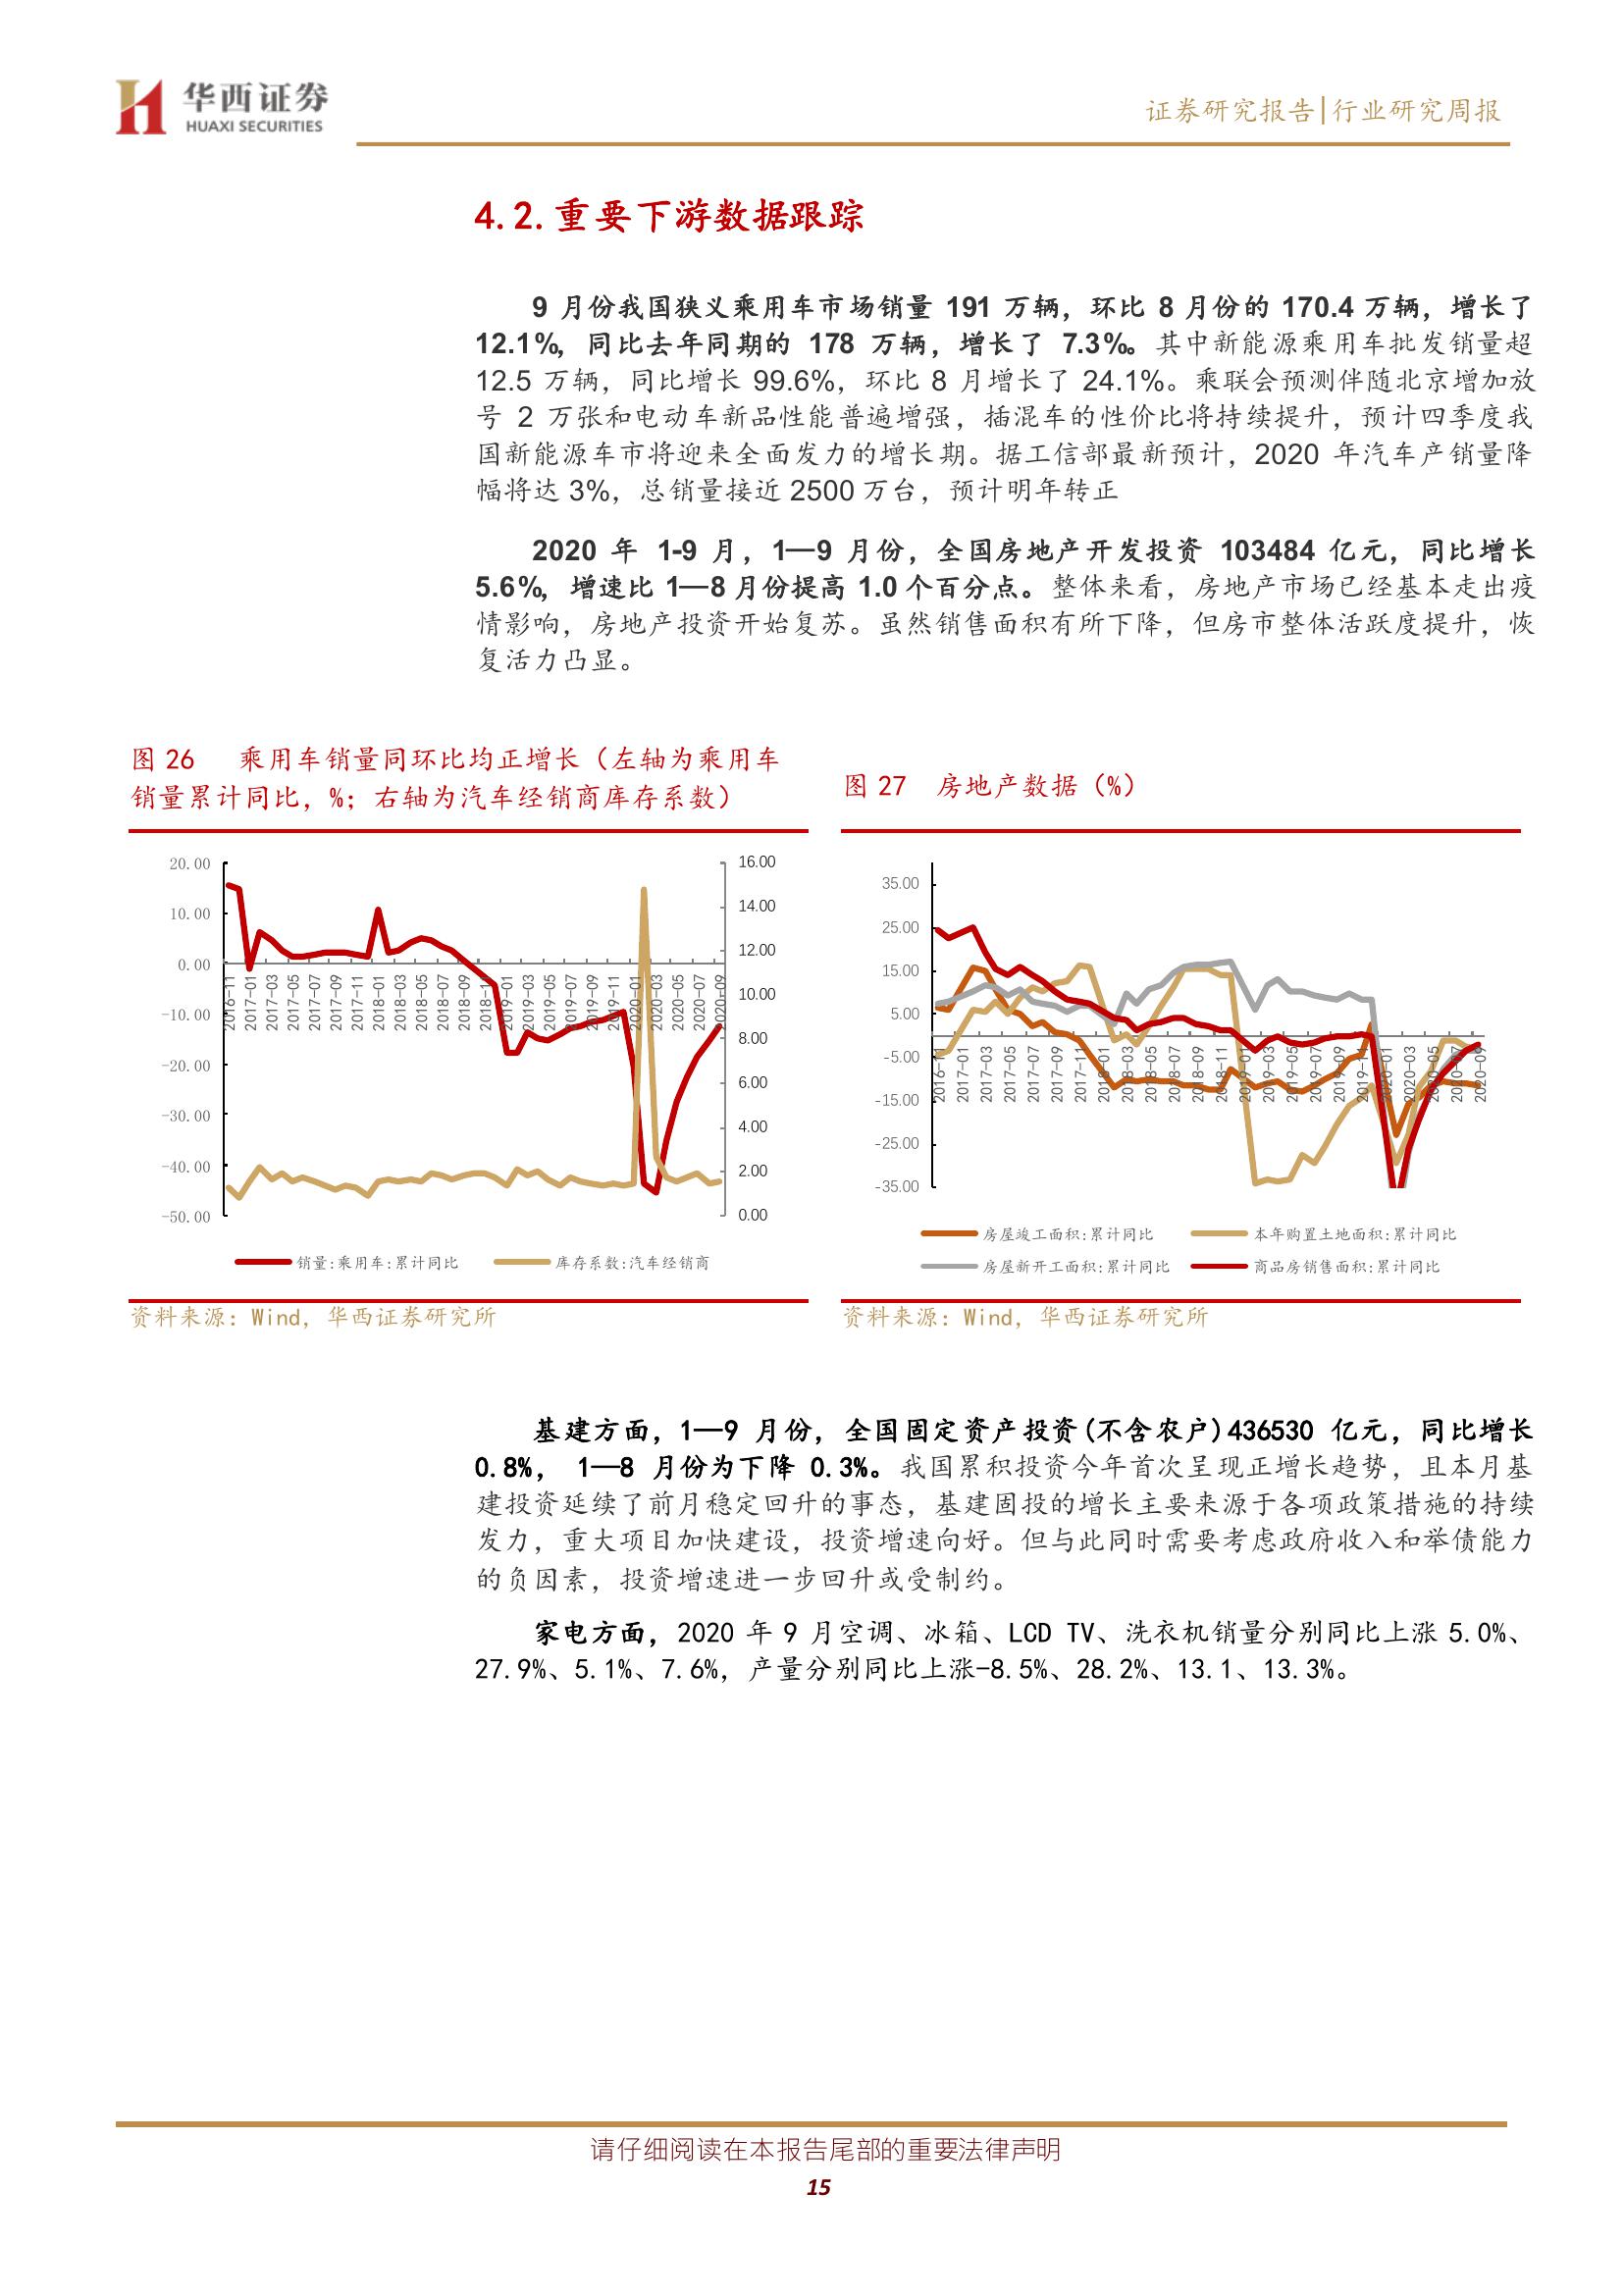 华西证券
HUAXI SECURITIES
证券研究报告|行业研究周报
4.2.重要下游数据跟踪
9 月份我国狭义乘用车市场销量 191 万辆，环比 8 月份的 170.4 万辆，增长了
12.1%，同比去年同期的 178 万辆，增长了 7.3%。其中新能源乘用车批发销量超
12.5 万辆，同比增长 99.6%，环比 8 月增长了 24.1%。乘联会预测伴随北京增加放
号 2 万张和电动车新品性能普遍增强，插混车的性价比将持续提升，预计四季度我
国新能源车市将迎来全面发力的增长期。据工信部最新预计，2020 年汽车产销量降
幅将达 3%，总销量接近 2500 万台，预计明年转正
2020 年 1-9 月，1—9 月份，全国房地产开发投资 103484 亿元，同比增长
5.6%，增速比 1—8 月份提高 1.0 个百分点。整体来看，房地产市场已经基本走出疫
情影响，房地产投资开始复苏。虽然销售面积有所下降，但房市整体活跃度提升，恢
复活力凸显。
图 26 乘用车销量同环比均正增长（左轴为乘用车
销量累计同比，%；右轴为汽车经销商库存系数）
20.00
10.00
0.00
-10.00
-20.00
-30.00
-40.00
-50.00
16.00
14.00
12.00
10.00
8.00
6.00
4.00
2.00
0.00
2016-11
2017-01
2017-03
2017-05
2017-07
2017-09
2017-11
2018-01
2018-03
2018-05
2018-07
2018-09
2018-11
2019-01
2019-03
2019-05
2019-07
2019-09
2019-11
2020-01
2020-03
2020-05
2020-07
2020-09
销量:乘用车:累计同比
库存系数:汽车经销商
资料来源：Wind，华西证券研究所
图 27 房地产数据（%）
35.00
25.00
15.00
5.00
-5.00
-15.00
-25.00
-35.00
2016-11
2017-01
2017-03
2017-05
2017-07
2017-09
2017-11
2018-01
2018-03
2018-05
2018-07
2018-09
2018-11
2019-01
2019-03
2019-05
2019-07
2019-09
2019-11
2020-01
2020-03
2020-05
2020-07
2020-09
房屋竣工面积:累计同比
本年购置土地面积:累计同比
房屋新开工面积:累计同比
商品房销售面积:累计同比
资料来源：Wind，华西证券研究所
基建方面，1—9 月份，全国固定资产投资(不含农户)436530 亿元，同比增长
0.8%， 1—8 月份为下降 0.3%。我国累积投资今年首次呈现正增长趋势，且本月基
建投资延续了前月稳定回升的事态，基建固投的增长主要来源于各项政策措施的持续
发力，重大项目加快建设，投资增速向好。但与此同时需要考虑政府收入和举债能力
的负因素，投资增速进一步回升或受制约。
家电方面，2020 年 9 月空调、冰箱、LCD TV、洗衣机销量分别同比上涨 5.0%、
27.9%、5.1%、7.6%，产量分别同比上涨-8.5%、28.2%、13.1、13.3%。
请仔细阅读在本报告尾部的重要法律声明
15